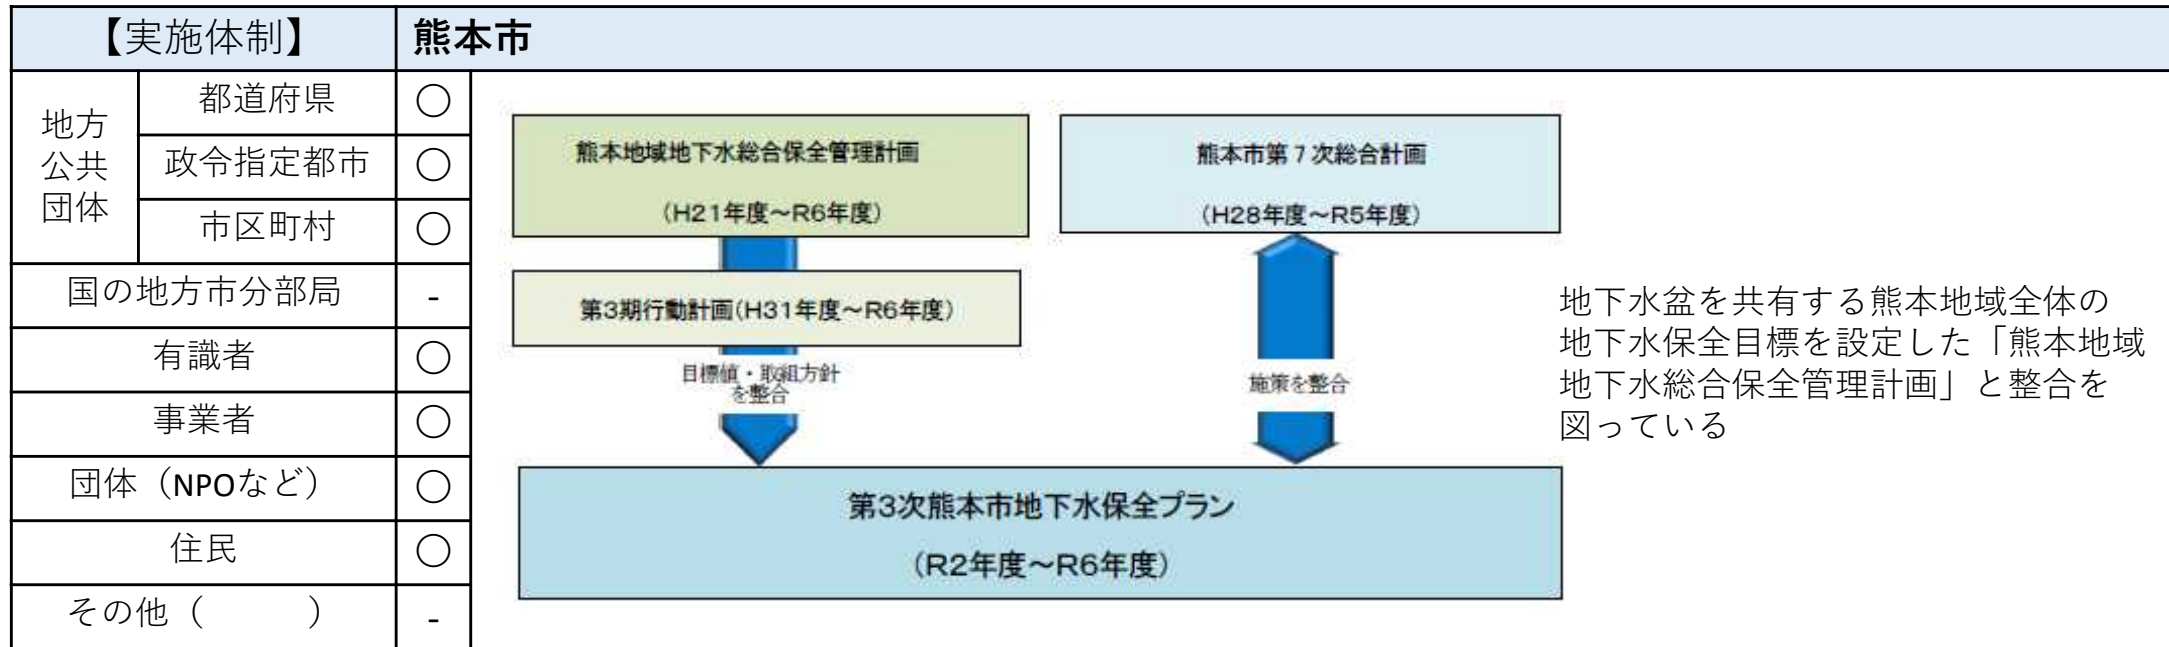 【実施体制】 熊本市
地方
公共
団体
都道府県 ○
政令指定都市 ○
市区町村 ○
国の地方市分部局 -
有識者 ○
事業者 ○
団体（NPOなど） ○
住民 ○
その他（　　　） -
熊本地域地下水総合保全管理計画
（H21年度～R6年度）
第3期行動計画（H31年度～R6年度）
目標値・取組方針
を整合
熊本市第７次総合計画
（H28年度～R5年度）
施策を整合
第3次熊本市地下水保全プラン
（R2年度～R6年度）
地下水盆を共有する熊本地域全体の
地下水保全目標を設定した「熊本地域
地下水総合保全管理計画」と整合を
図っている